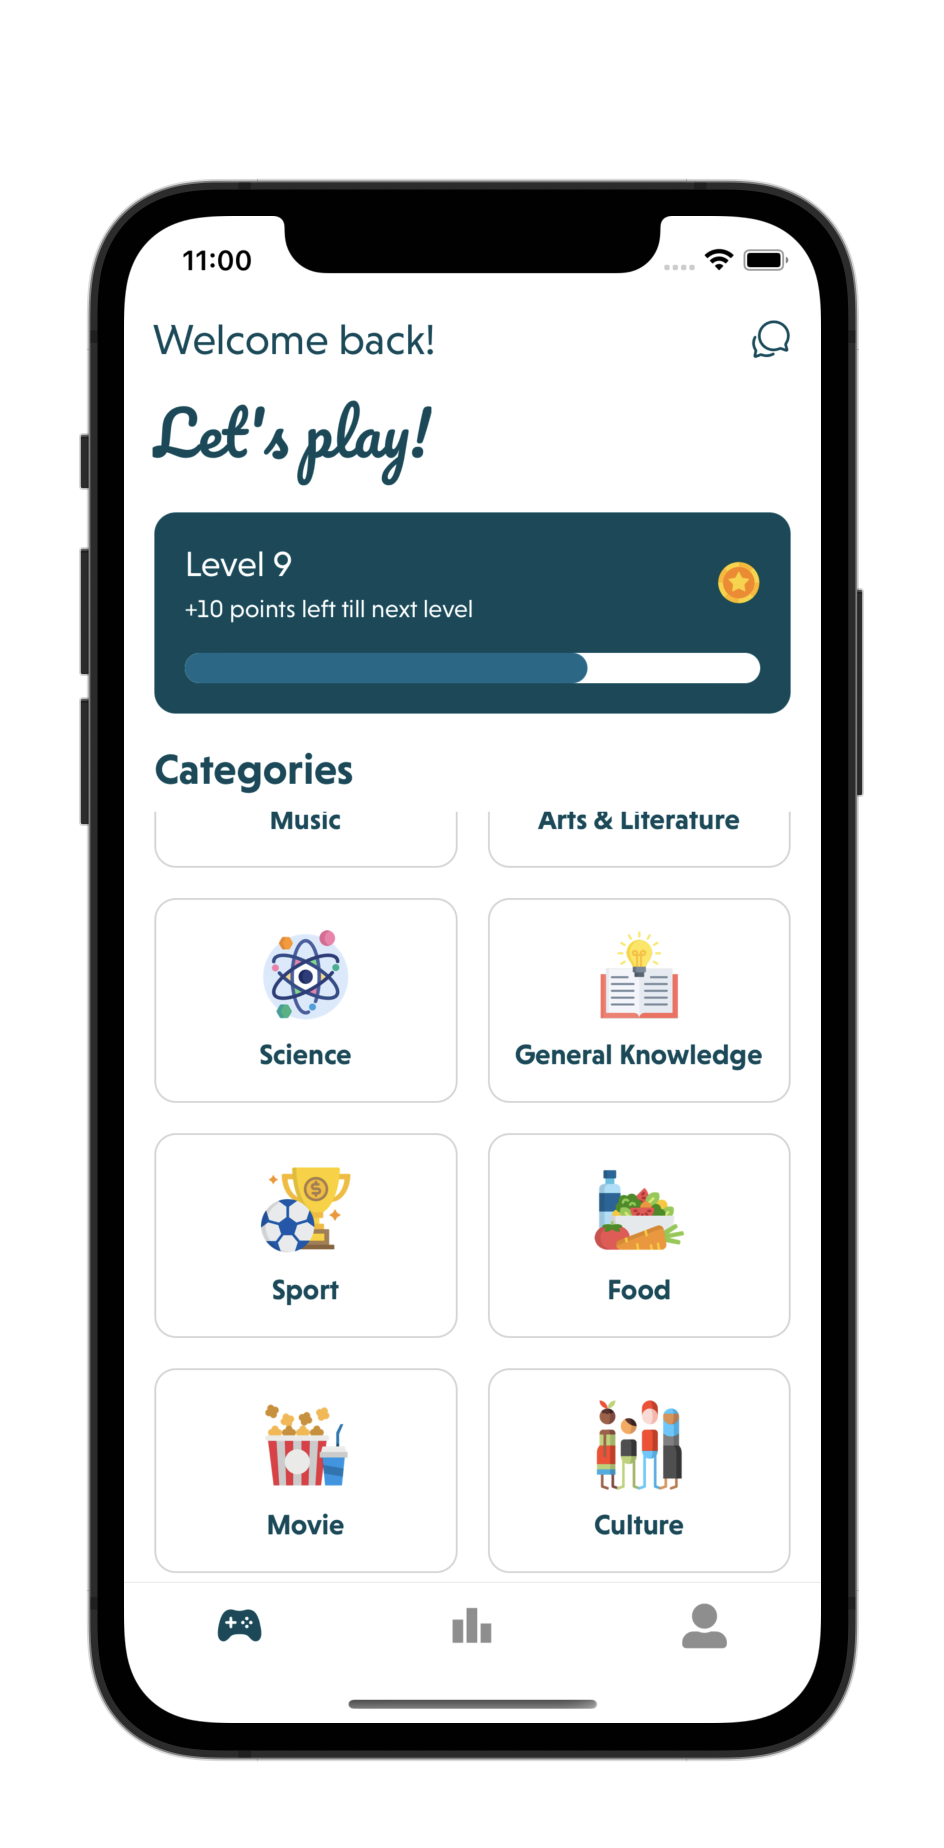 11:00
Welcome back!
Let's play!
Level 9
+10 points left till next level
Categories
Music
Arts & Literature
Science
General Knowledge
Sport
Food
Movie
Culture